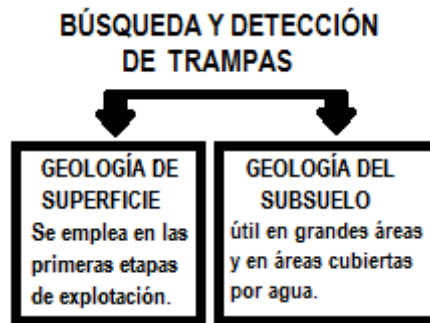 BÚSQUEDA Y DETECCIÓN
DE TRAMPAS
GEOLOGÍA DE
SUPERFICIE
Se emplea en las
primeras etapas
de explotación.
GEOLOGÍA DEL
SUBSUELO
útil en grandes áreas
y en áreas cubiertas
por agua.